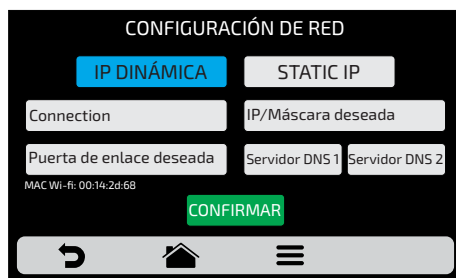 CONFIGURACIÓN DE RED
IP DINÁMICA STATIC IP
Connection IP/Máscara deseada
Puerta de enlace deseada Servidor DNS 1 Servidor DNS 2
MAC Wi-fi: 00:14:2d:68
CONFIRMAR